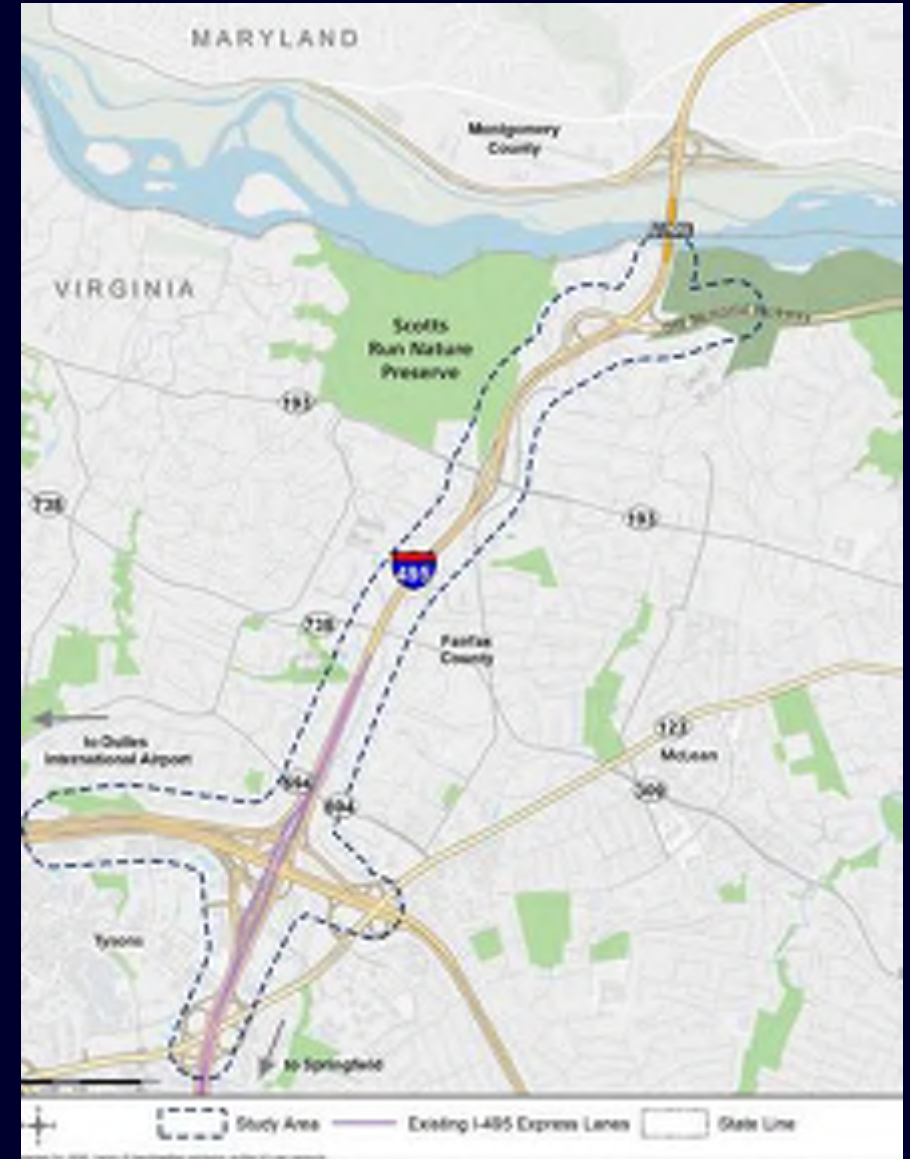 MARYLAND
Montgomery
County
VIRGINIA
Scotts
Run Nature
Preserve
193
738
193
495
738
Fairfax
County
to Dulles
International Airport
123
McLean
694
694
309
Tysons
to Springfield
Study Area
Existing I-495 Express Lanes
State Line